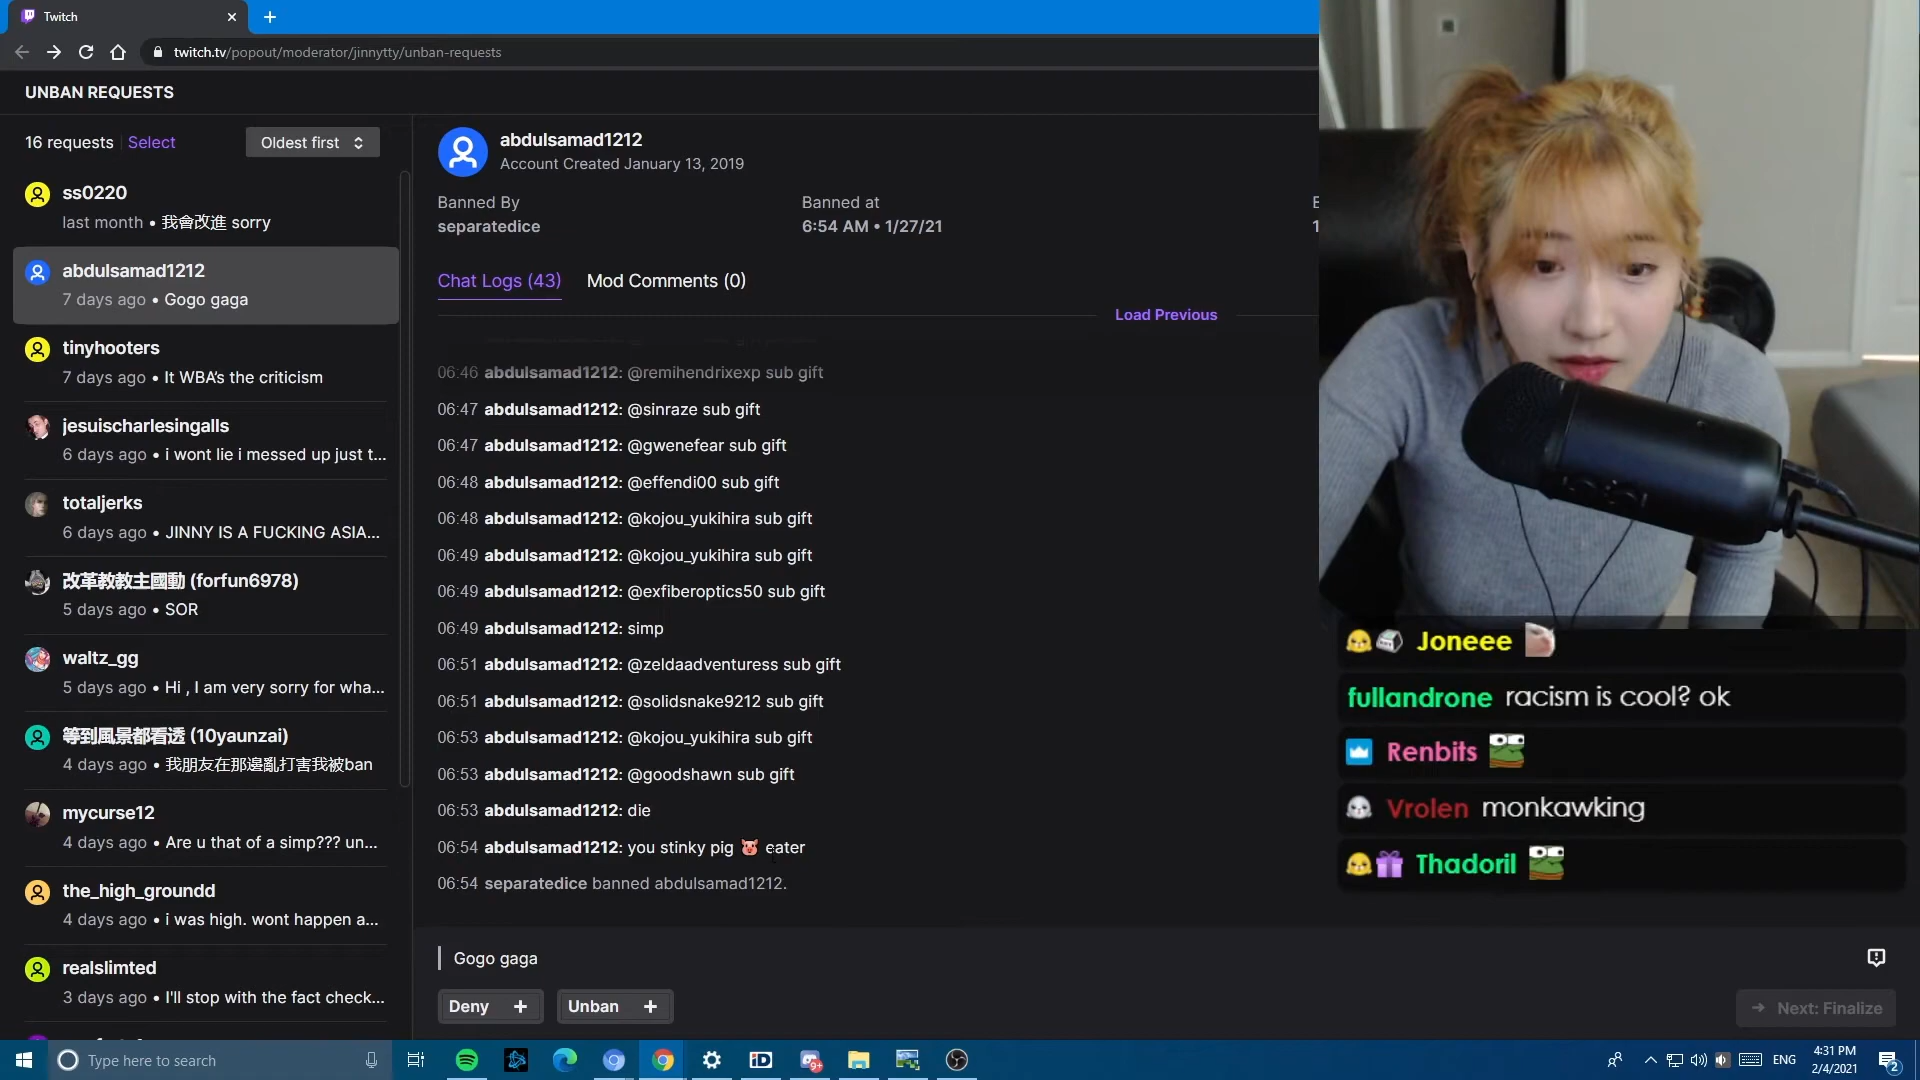 Twitch
twitch.tv/popout/moderator/jinnytty/unban-requests
UNBAN REQUESTS
16 requests Select Oldest first
ss0220
last month • 我會改進 sorry
abdulsamad1212
7 days ago • Gogo gaga
tinyhooters
7 days ago • It WBA's the criticism
jesuischarlesingalls
6 days ago • i wont lie i messed up just t...
totaljerks
6 days ago • JINNY IS A FUCKING ASIA...
改革教教主國動 (forfun6978)
5 days ago • SOR
waltz_gg
5 days ago • Hi , I am very sorry for wha...
等到風景都看透 (10yaunzai)
4 days ago • 我朋友在那邊亂打害我被ban
mycurse12
4 days ago • Are u that of a simp??? un...
the_high_groundd
4 days ago • i was high. wont happen a...
realslimted
3 days ago • I'll stop with the fact check...
abdulsamad1212
Account Created January 13, 2019
Banned By
separatedice
Banned at
6:54 AM • 1/27/21
Chat Logs (43) Mod Comments (0)
Load Previous
06:46 abdulsamad1212: @remihendrixexp sub gift
06:47 abdulsamad1212: @sinraze sub gift
06:47 abdulsamad1212: @gwenefear sub gift
06:48 abdulsamad1212: @effendi00 sub gift
06:48 abdulsamad1212: @kojou_yukihira sub gift
06:49 abdulsamad1212: @kojou_yukihira sub gift
06:49 abdulsamad1212: @exfiberoptics50 sub gift
06:49 abdulsamad1212: simp
06:51 abdulsamad1212: @zeldaadventuress sub gift
06:51 abdulsamad1212: @solidsnake9212 sub gift
06:53 abdulsamad1212: @kojou_yukihira sub gift
06:53 abdulsamad1212: @goodshawn sub gift
06:53 abdulsamad1212: die
06:54 abdulsamad1212: you stinky pig 🐷 eater
06:54 separatedice banned abdulsamad1212.
Gogo gaga
Deny + Unban +
Next: Finalize
Joneee
fullandrone racism is cool? ok
Renbits
Vrolen monkawking
Thadoril
Type here to search
iD
9+
ENG
4:31 PM
2/4/2021
2